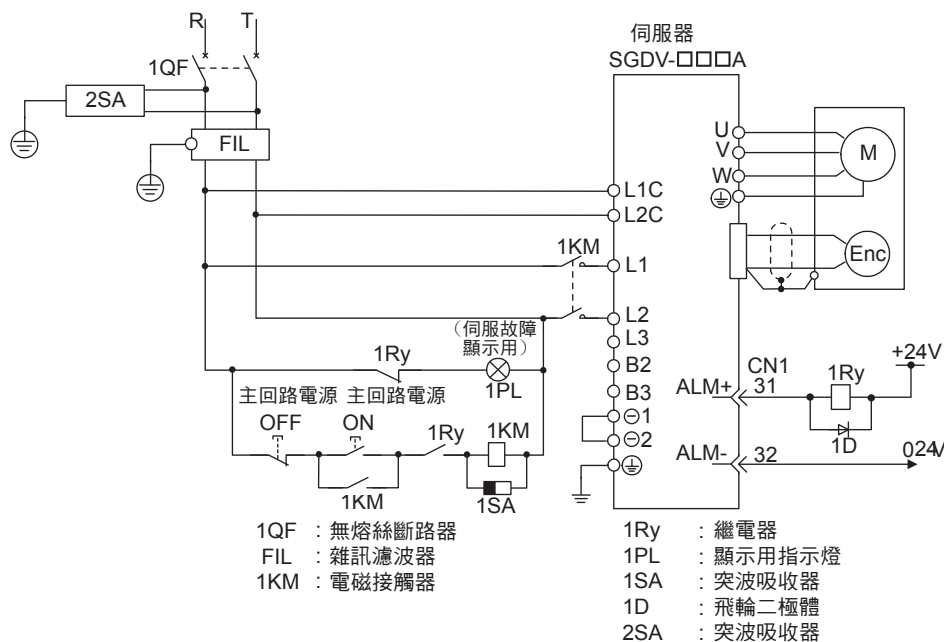 R T
伺服器
SGDV-□□□A
1QF
2SA
FIL
U
V
W
M
L1C
L2C
1KM
L1
Enc
L2
(伺服故障
顯示用)
L3
1Ry
1PL
B2
B3
CN1
+24V
ALM+
31
1Ry
1D
主回路電源 主回路電源
OFF ON
1Ry
1KM
⊖1
⊖2
ALM-
32
024V
1KM
1SA
1QF : 無熔絲斷路器
FIL : 雜訊濾波器
1KM : 電磁接觸器
1Ry : 繼電器
1PL : 顯示用指示燈
1SA : 突波吸收器
1D : 飛輪二極體
2SA : 突波吸收器